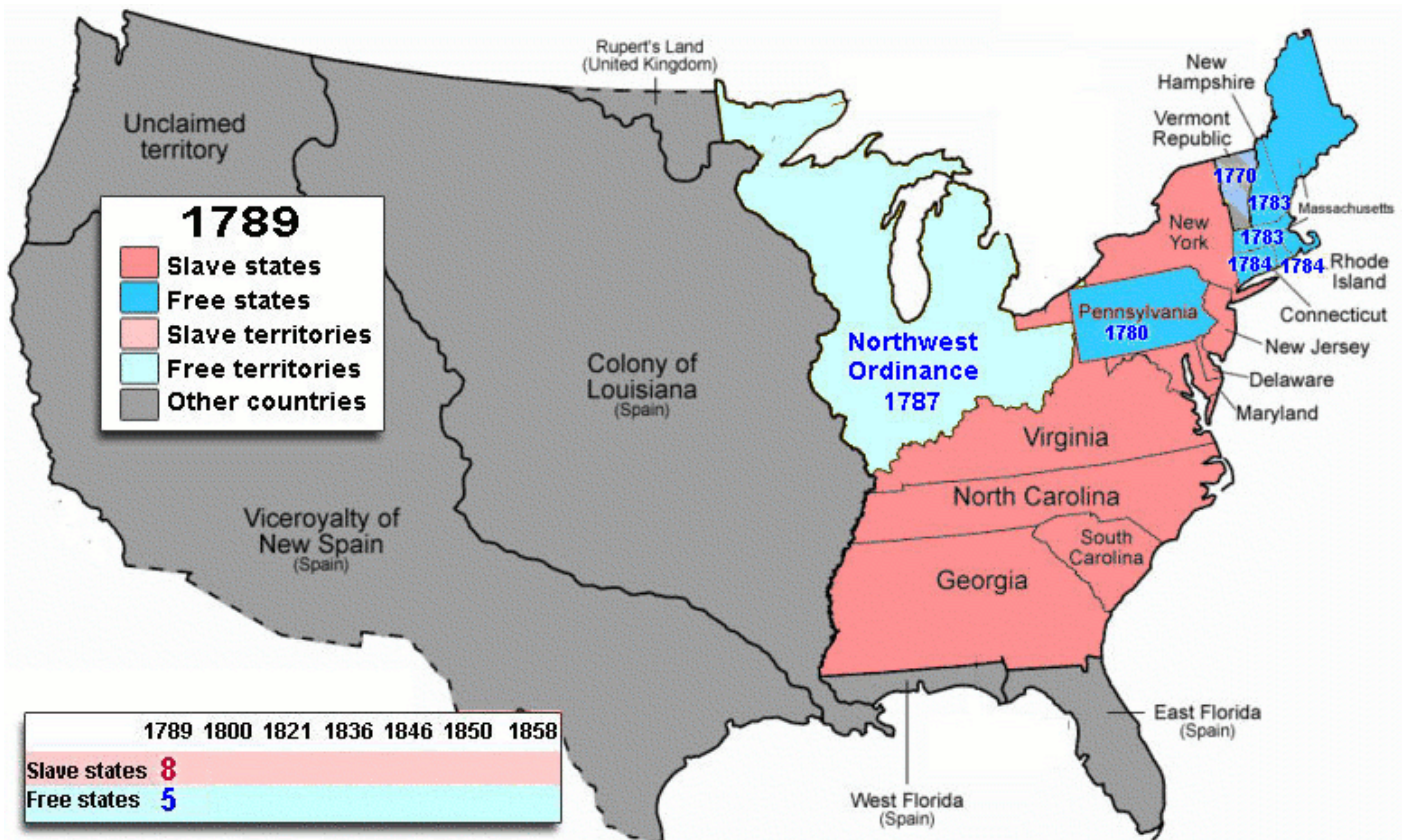 Rupert's Land
(United Kingdom)
New
Hampshire
Vermont
Republic
Unclaimed
territory
1770
1783
Massachusetts
1789
Slave states
Free states
Slave territories
Free territories
Other countries
New
York
1783
1784
1784
Rhode
Island
Connecticut
Pennsylvania
1780
New Jersey
Delaware
Maryland
Northwest
Ordinance
1787
Colony of
Louisiana
(Spain)
Virginia
North Carolina
South
Carolina
Georgia
Viceroyalty of
New Spain
(Spain)
East Florida
(Spain)
West Florida
(Spain)
1789 1800 1821 1836 1846 1850 1858
Slave states 8
Free states 5